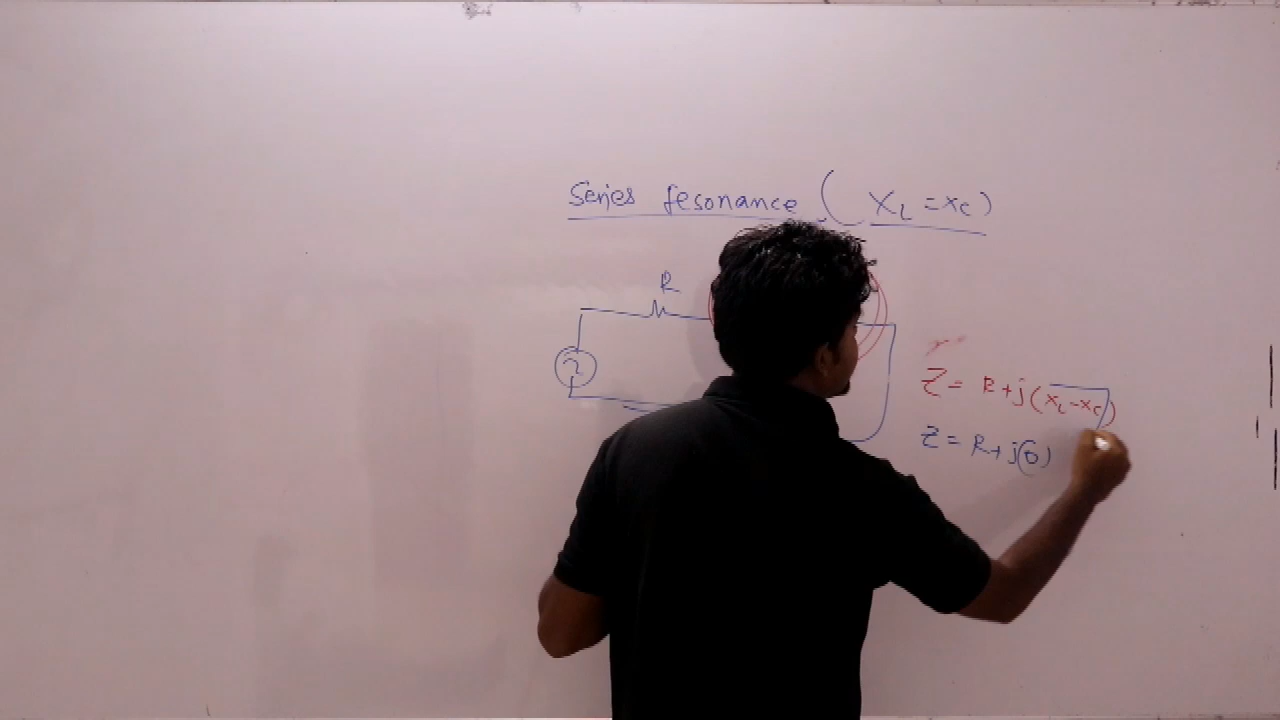 Series resonance ( XL = xc )
R
Z = R + j ( XL - Xc )
Z = R + j(0)